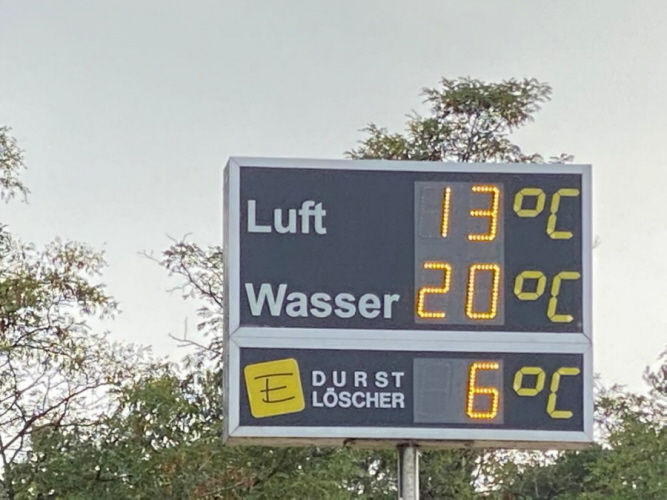 Luft 13 °C
Wasser 20 °C
E DURST 6 °C
LÖSCHER